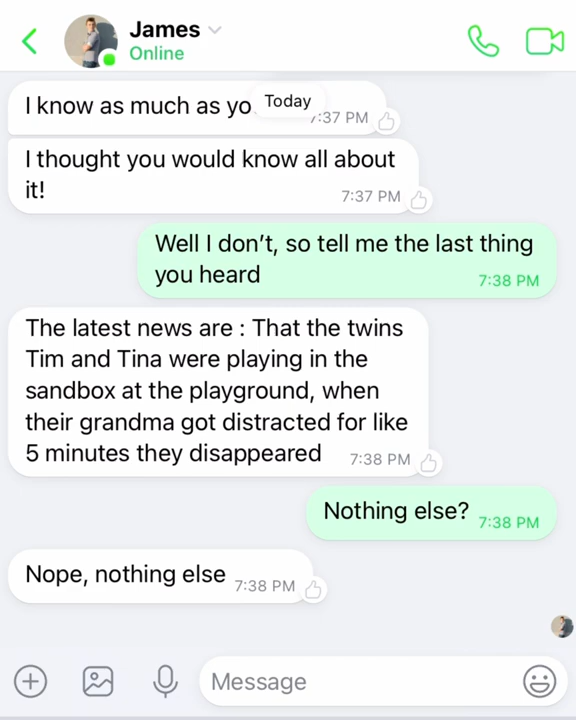 James
Online
Today
I know as much as yo
7:37 PM
I thought you would know all about
it!
7:37 PM
Well I don’t, so tell me the last thing
you heard
7:38 PM
The latest news are : That the twins
Tim and Tina were playing in the
sandbox at the playground, when
their grandma got distracted for like
5 minutes they disappeared
7:38 PM
Nothing else?
7:38 PM
Nope, nothing else
7:38 PM
Message